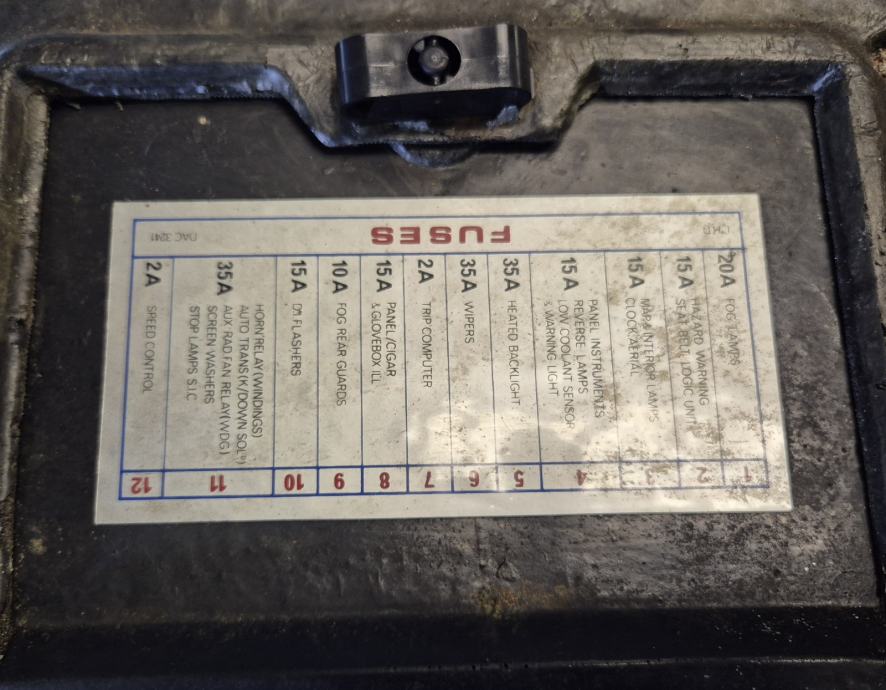 LHS FUSES DAC 3241
1 20A FOG LAMPS
2 15A HAZARD WARNING
SEAT BELT LOGIC UNIT
3 15A MAP & INTERIOR LAMPS
CLOCK/AERIAL
4 15A PANEL INSTRUMENTS
REVERSE LAMPS
LOW COOLANT SENSOR
& WARNING LIGHT
5 35A HEATED BACKLIGHT
6 35A WIPERS
7 2A TRIP COMPUTER
8 15A PANEL/CIGAR
& GLOVEBOX ILL
9 10A FOG REAR GUARDS
10 15A DI FLASHERS
11 35A HORN RELAY(WINDINGS)
AUTO TRANS(K/DOWN SOLD)
AUX RAD FAN RELAY(WDG)
SCREEN WASHERS
STOP LAMPS S.I.C
12 2A SPEED CONTROL